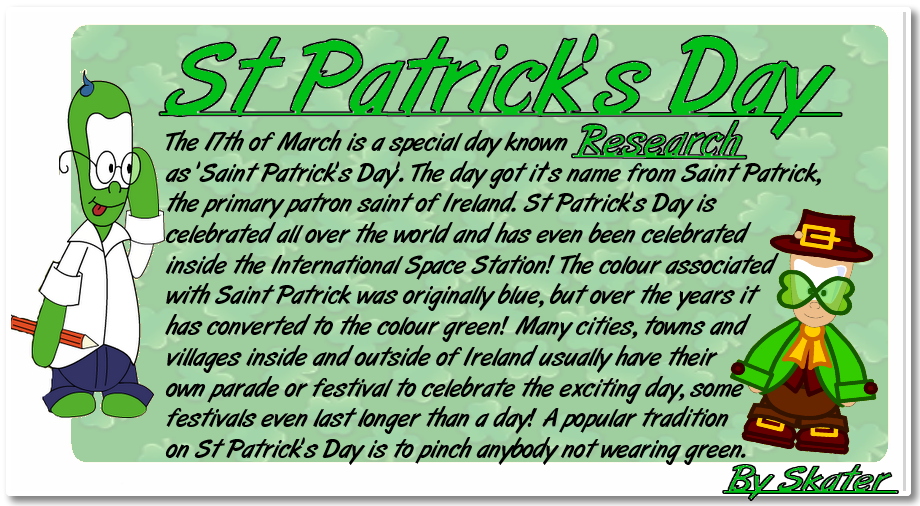 St Patrick's Day
Research
The 17th of March is a special day known
as 'Saint Patrick's Day'. The day got it's name from Saint Patrick,
the primary patron saint of Ireland. St Patrick's Day is
celebrated all over the world and has even been celebrated
inside the International Space Station! The colour associated
with Saint Patrick was originally blue, but over the years it
has converted to the colour green! Many cities, towns and
villages inside and outside of Ireland usually have their
own parade or festival to celebrate the exciting day, some
festivals even last longer than a day! A popular tradition
on St Patrick's Day is to pinch anybody not wearing green.
By Skater